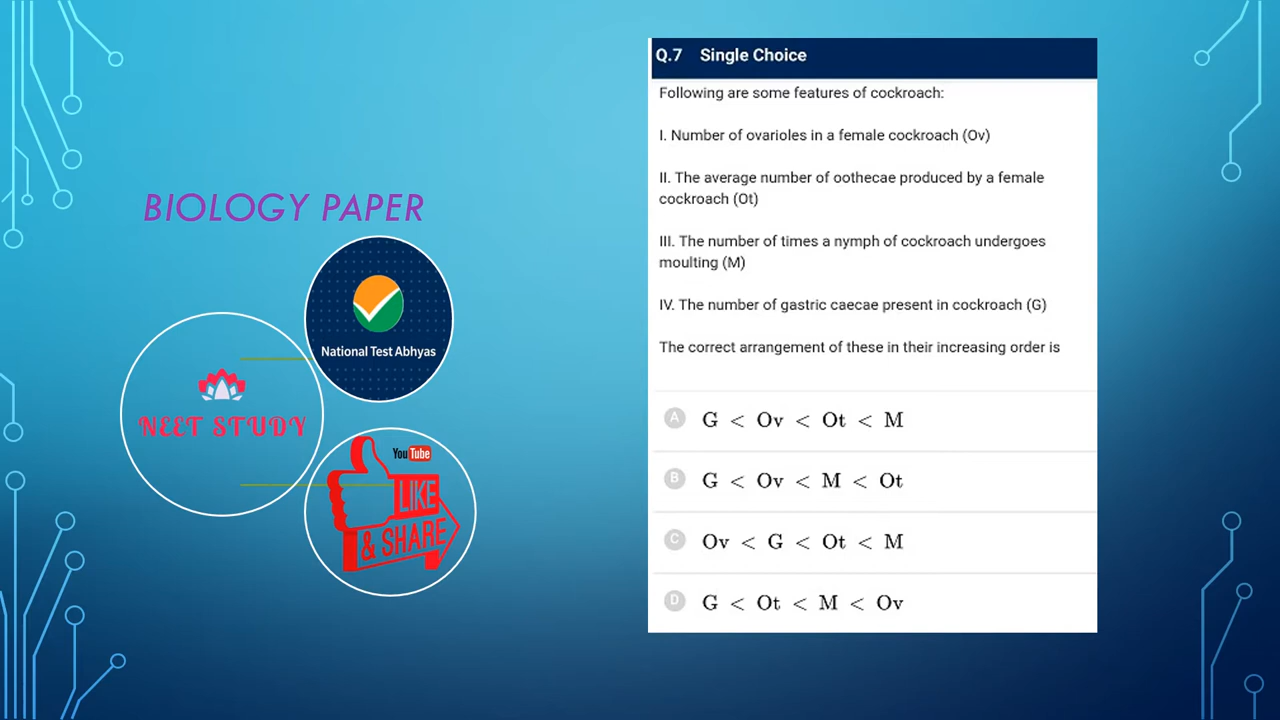 BIOLOGY PAPER
National Test Abhyas
NEET STUDY
YouTube
LIKE
& SHARE
Q.7 Single Choice
Following are some features of cockroach:
I. Number of ovarioles in a female cockroach (Ov)
II. The average number of oothecae produced by a female
cockroach (Ot)
III. The number of times a nymph of cockroach undergoes
moulting (M)
IV. The number of gastric caecae present in cockroach (G)
The correct arrangement of these in their increasing order is
A G < Ov < Ot < M
B G < Ov < M < Ot
C Ov < G < Ot < M
D G < Ot < M < Ov